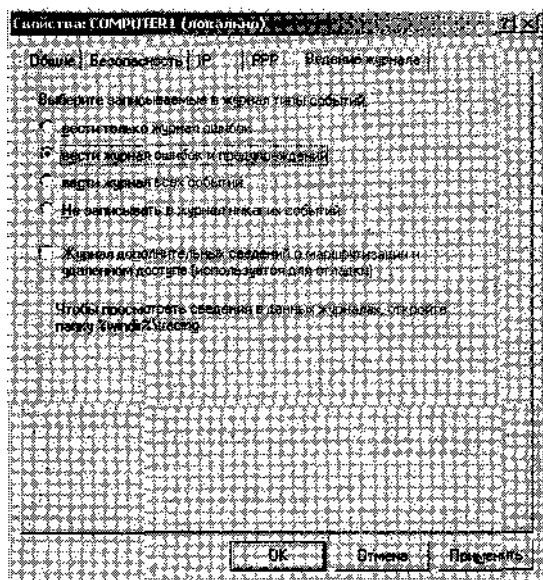 Свойства: COMPUTER1 (локально)
Общие Безопасность IP PPP Ведение журнала
Выберите записываемые в журнал типы событий:
вести только журнал ошибок
вести журнал ошибок и предупреждений
вести журнал всех событий
Не записывать в журнал никаких событий
Журнал дополнительных сведений о маршрутизации и
удаленном доступе (используется для отладки)
Чтобы просмотреть сведения в данных журналах, откройте
папку %windir%\tracing.
OK Отмена Применить